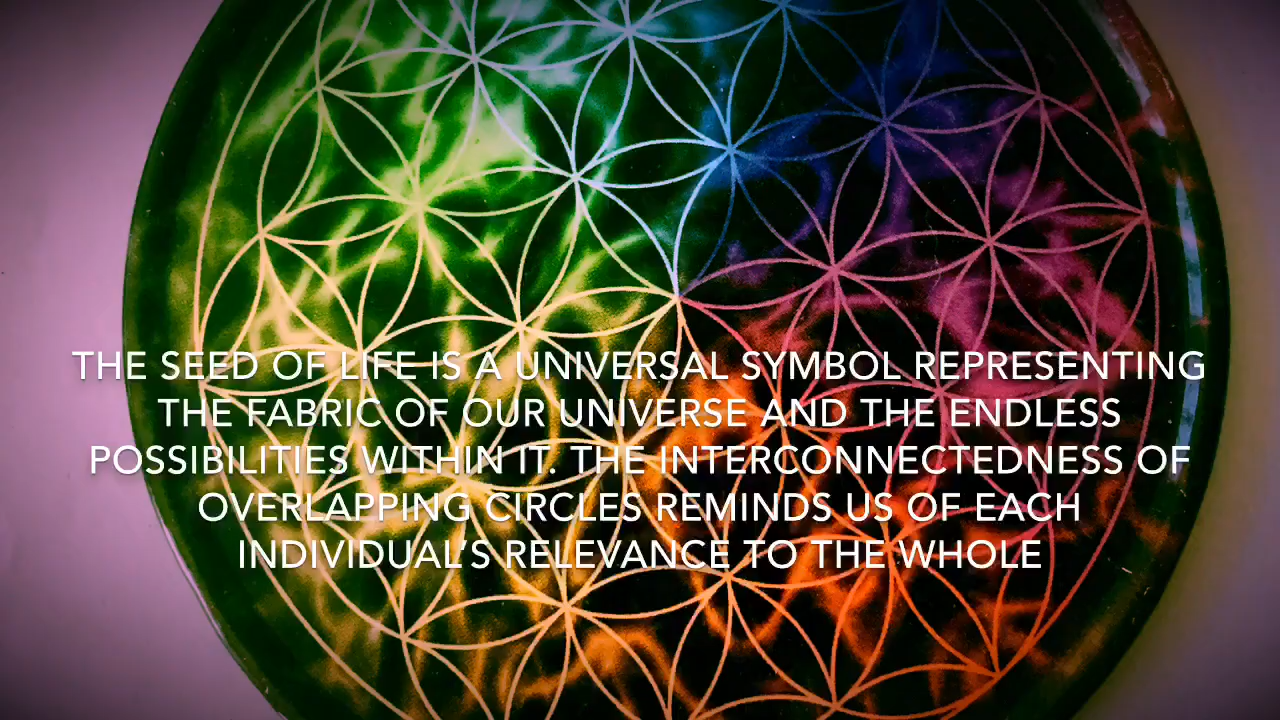 THE SEED OF LIFE IS A UNIVERSAL SYMBOL REPRESENTING
THE FABRIC OF OUR UNIVERSE AND THE ENDLESS
POSSIBILITIES WITHIN IT. THE INTERCONNECTEDNESS OF
OVERLAPPING CIRCLES REMINDS US OF EACH
INDIVIDUAL'S RELEVANCE TO THE WHOLE